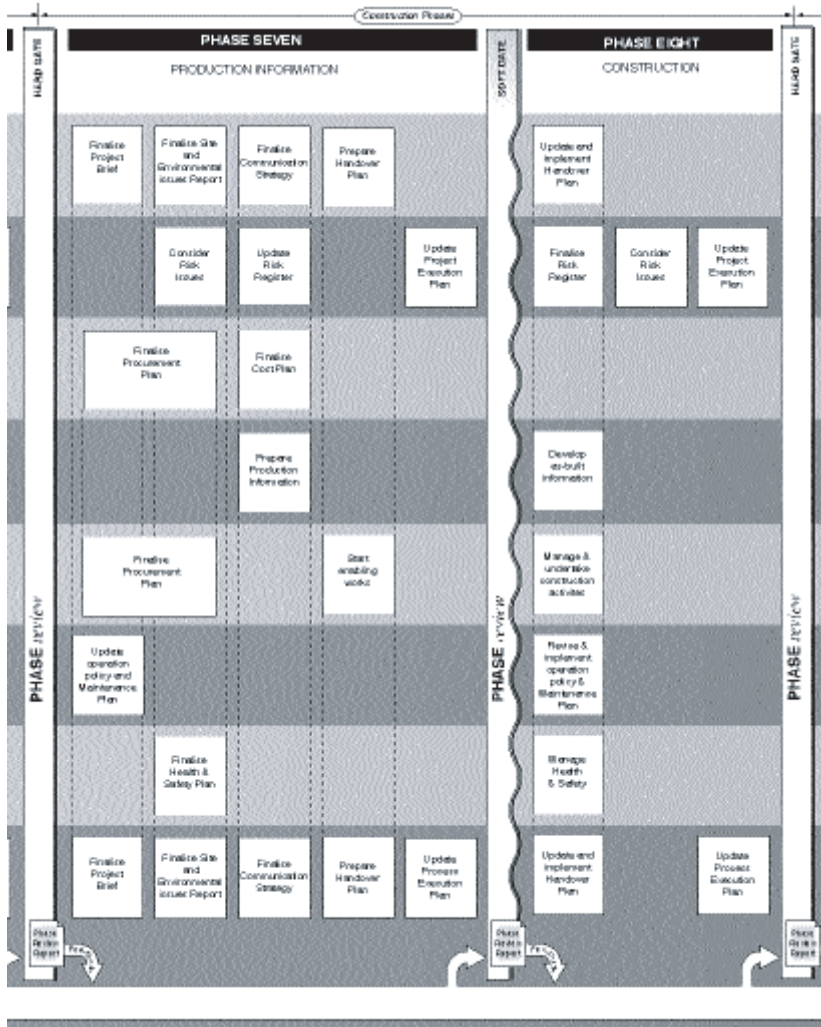 Construction Phases
PHASE SEVEN
PHASE EIGHT
PRODUCTION INFORMATION
CONSTRUCTION
HARD GATE
SOFT GATE
HARD GATE
Finalise
Project
Brief
Finalise Site
and
Environmental
issues Report
Finalise
Communication
Strategy
Prepare
Handover
Plan
Update and
implement
Handover
Plan
Consider
Risk
Issues
Update
Risk
Register
Update
Project
Execution
Plan
Finalise
Risk
Register
Consider
Risk
Issues
Update
Project
Execution
Plan
Finalise
Procurement
Plan
Finalise
Cost Plan
Prepare
Production
Information
Develop
as-built
information
Finalise
Procurement
Plan
Start
enabling
works
Manage &
undertake
construction
activities
Update
operation
policy and
Maintenance
Plan
Revise &
implement
operation
policy &
Maintenance
Plan
Finalise
Health &
Safety Plan
Manage
Health
& Safety
Finalise
Project
Brief
Finalise Site
and
Environmental
issues Report
Finalise
Communication
Strategy
Prepare
Handover
Plan
Update
Process
Execution
Plan
Update and
implement
Handover
Plan
Update
Process
Execution
Plan
PHASE review
PHASE review
PHASE review
Phase
Review
Report
Phase
Review
Report
Phase
Review
Report